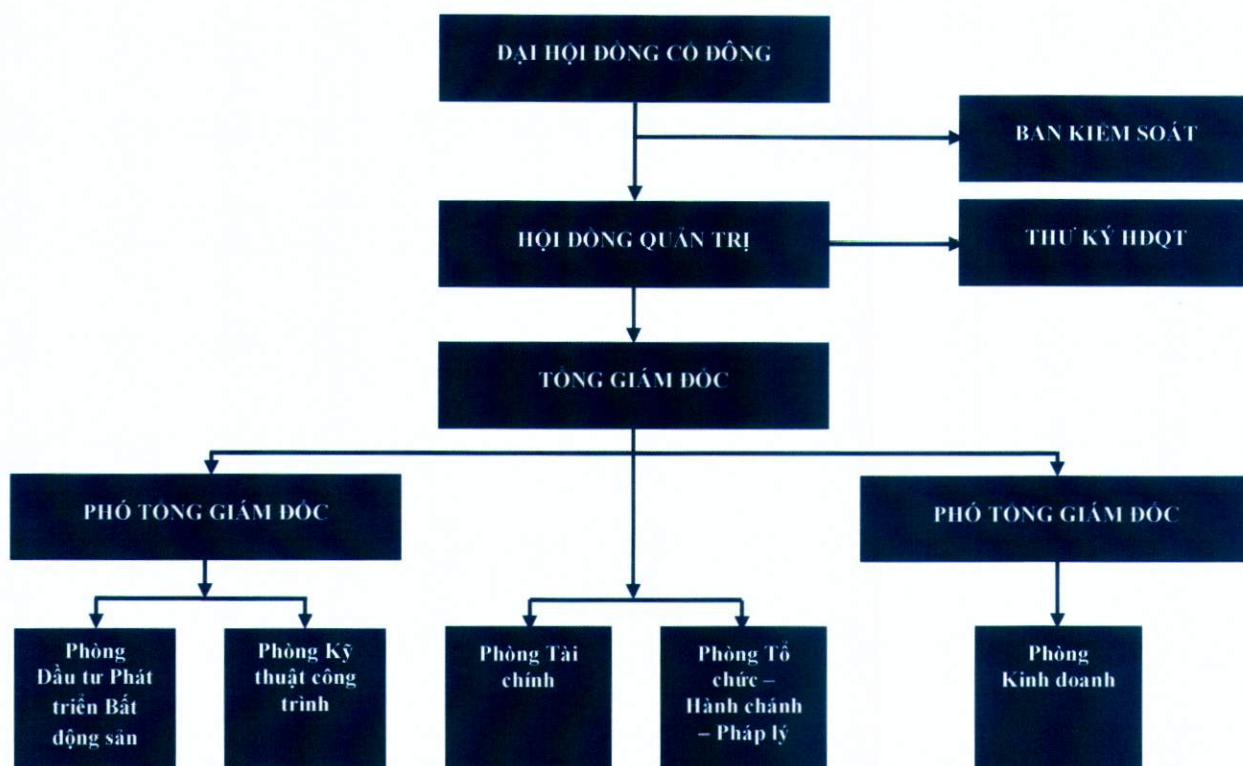 ĐẠI HỘI ĐỒNG CỔ ĐÔNG
BAN KIỂM SOÁT
HỘI ĐỒNG QUẢN TRỊ
THƯ KÝ HĐQT
TỔNG GIÁM ĐỐC
PHÓ TỔNG GIÁM ĐỐC
PHÓ TỔNG GIÁM ĐỐC
Phòng
Đầu tư Phát
triển Bất
động sản
Phòng Kỹ
thuật công
trình
Phòng Tài
chính
Phòng Tổ
chức –
Hành chánh
– Pháp lý
Phòng
Kinh doanh